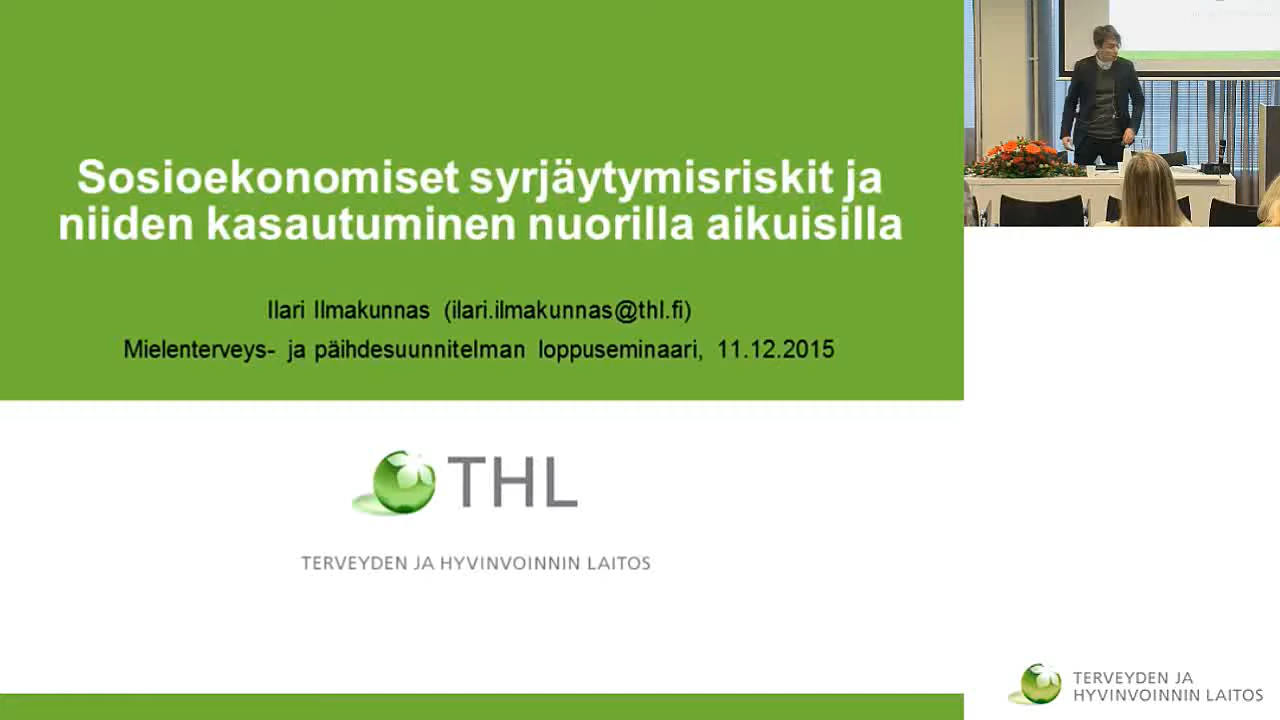 Sosioekonomiset syrjäytymisriskit ja
niiden kasautuminen nuorilla aikuisilla
Ilari Ilmakunnas (ilari.ilmakunnas@thl.fi)
Mielenterveys- ja päihdesuunnitelman loppuseminaari, 11.12.2015
THL
TERVEYDEN JA HYVINVOINNIN LAITOS
TERVEYDEN JA
HYVINVOINNIN LAITOS